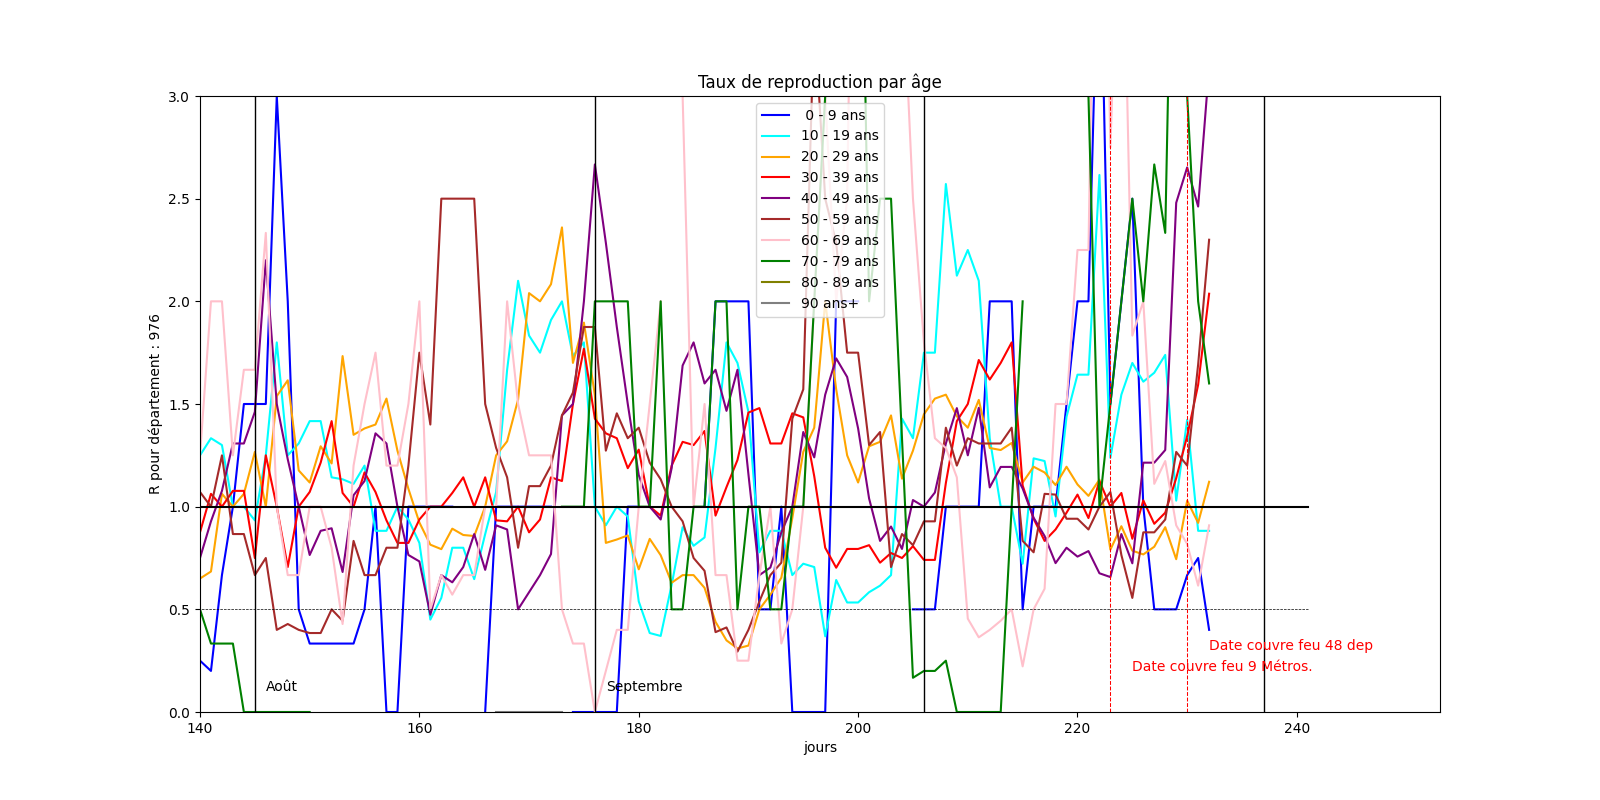 Taux de reproduction par âge
R pour département : 976
3.0
2.5
2.0
1.5
1.0
0.5
0.0
0 - 9 ans
10 - 19 ans
20 - 29 ans
30 - 39 ans
40 - 49 ans
50 - 59 ans
60 - 69 ans
70 - 79 ans
80 - 89 ans
90 ans+
Date couvre feu 48 dep
Date couvre feu 9 Métros.
Août
Septembre
140
160
180
200
220
240
jours